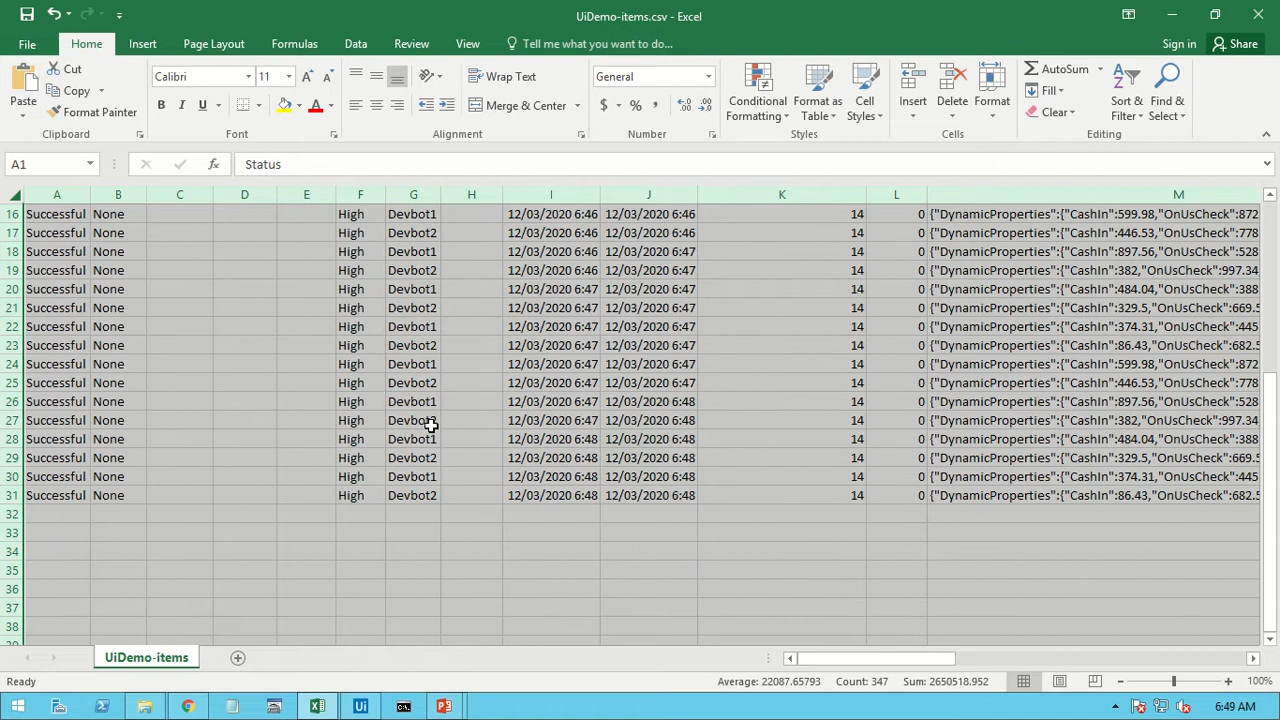 UiDemo-items.csv - Excel
File Home Insert Page Layout Formulas Data Review View Tell me what you want to do... Sign in Share
Paste Cut Copy Format Painter Calibri 11 Wrap Text Merge & Center General Conditional Formatting Format as Table Cell Styles Insert Delete Format AutoSum Fill Clear Sort & Filter Find & Select
Clipboard Font Alignment Number Styles Cells Editing
A1 fx Status
A B C D E F G H I J K L M
16 Successful None High Devbot1 12/03/2020 6:46 12/03/2020 6:46 14 0 {"DynamicProperties":{"CashIn":599.98,"OnUsCheck":872
17 Successful None High Devbot2 12/03/2020 6:46 12/03/2020 6:46 14 0 {"DynamicProperties":{"CashIn":446.53,"OnUsCheck":778
18 Successful None High Devbot1 12/03/2020 6:46 12/03/2020 6:47 14 0 {"DynamicProperties":{"CashIn":897.56,"OnUsCheck":528
19 Successful None High Devbot2 12/03/2020 6:46 12/03/2020 6:47 14 0 {"DynamicProperties":{"CashIn":382,"OnUsCheck":997.34,
20 Successful None High Devbot1 12/03/2020 6:47 12/03/2020 6:47 14 0 {"DynamicProperties":{"CashIn":484.04,"OnUsCheck":388
21 Successful None High Devbot2 12/03/2020 6:47 12/03/2020 6:47 14 0 {"DynamicProperties":{"CashIn":329.5,"OnUsCheck":669.5
22 Successful None High Devbot1 12/03/2020 6:47 12/03/2020 6:47 14 0 {"DynamicProperties":{"CashIn":374.31,"OnUsCheck":445
23 Successful None High Devbot2 12/03/2020 6:47 12/03/2020 6:47 14 0 {"DynamicProperties":{"CashIn":86.43,"OnUsCheck":682.5
24 Successful None High Devbot1 12/03/2020 6:47 12/03/2020 6:47 14 0 {"DynamicProperties":{"CashIn":599.98,"OnUsCheck":872
25 Successful None High Devbot2 12/03/2020 6:47 12/03/2020 6:47 14 0 {"DynamicProperties":{"CashIn":446.53,"OnUsCheck":778
26 Successful None High Devbot1 12/03/2020 6:47 12/03/2020 6:48 14 0 {"DynamicProperties":{"CashIn":897.56,"OnUsCheck":528
27 Successful None High 12/03/2020 6:47 12/03/2020 6:48 14 0 {"DynamicProperties":{"CashIn":382,"OnUsCheck":997.34,
28 Successful None High Devbot1 12/03/2020 6:48 12/03/2020 6:48 14 0 {"DynamicProperties":{"CashIn":484.04,"OnUsCheck":388
29 Successful None High Devbot2 12/03/2020 6:48 12/03/2020 6:48 14 0 {"DynamicProperties":{"CashIn":329.5,"OnUsCheck":669.5
30 Successful None High Devbot1 12/03/2020 6:48 12/03/2020 6:48 14 0 {"DynamicProperties":{"CashIn":374.31,"OnUsCheck":445
31 Successful None High Devbot2 12/03/2020 6:48 12/03/2020 6:48 14 0 {"DynamicProperties":{"CashIn":86.43,"OnUsCheck":682.5
32
33
34
35
36
37
38
UiDemo-items
Ready Average: 22087.65793 Count: 347 Sum: 2650518.952 100%
Ui 6:49 AM